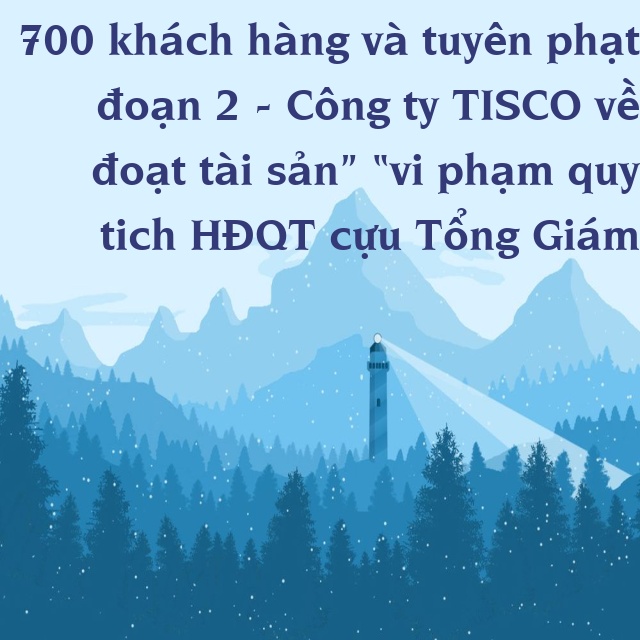 700 khách hàng và tuyên phạt
đoạn 2 - Công ty TISCO về
đoạt tài sản” “vi phạm quy
tich HĐQT cựu Tổng Giám